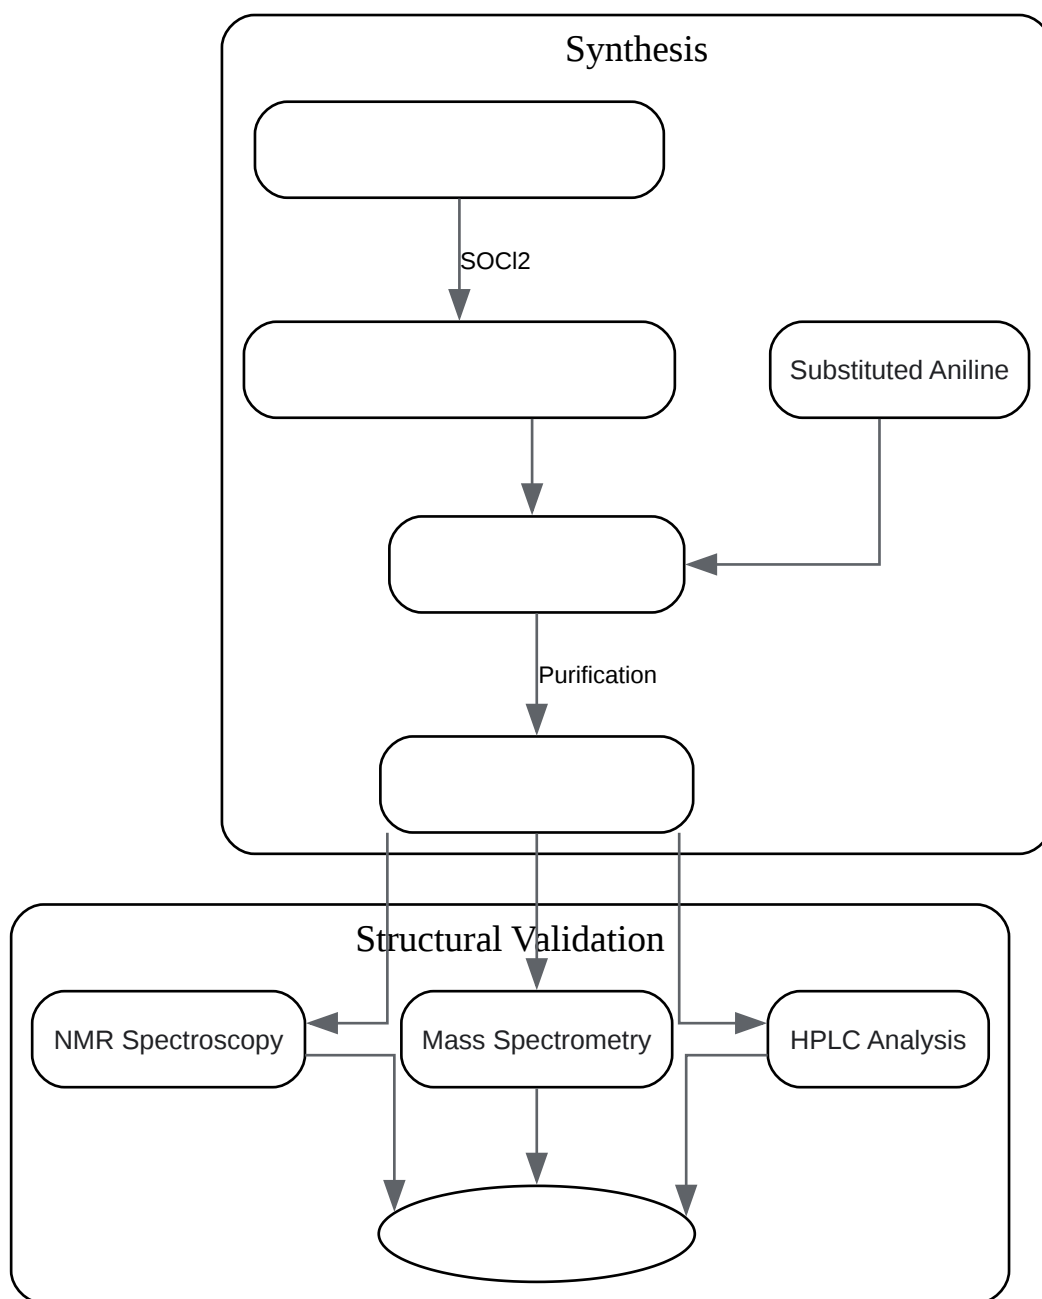 Synthesis
SOCl2
Substituted Aniline
Purification
Structural Validation
NMR Spectroscopy
Mass Spectrometry
HPLC Analysis